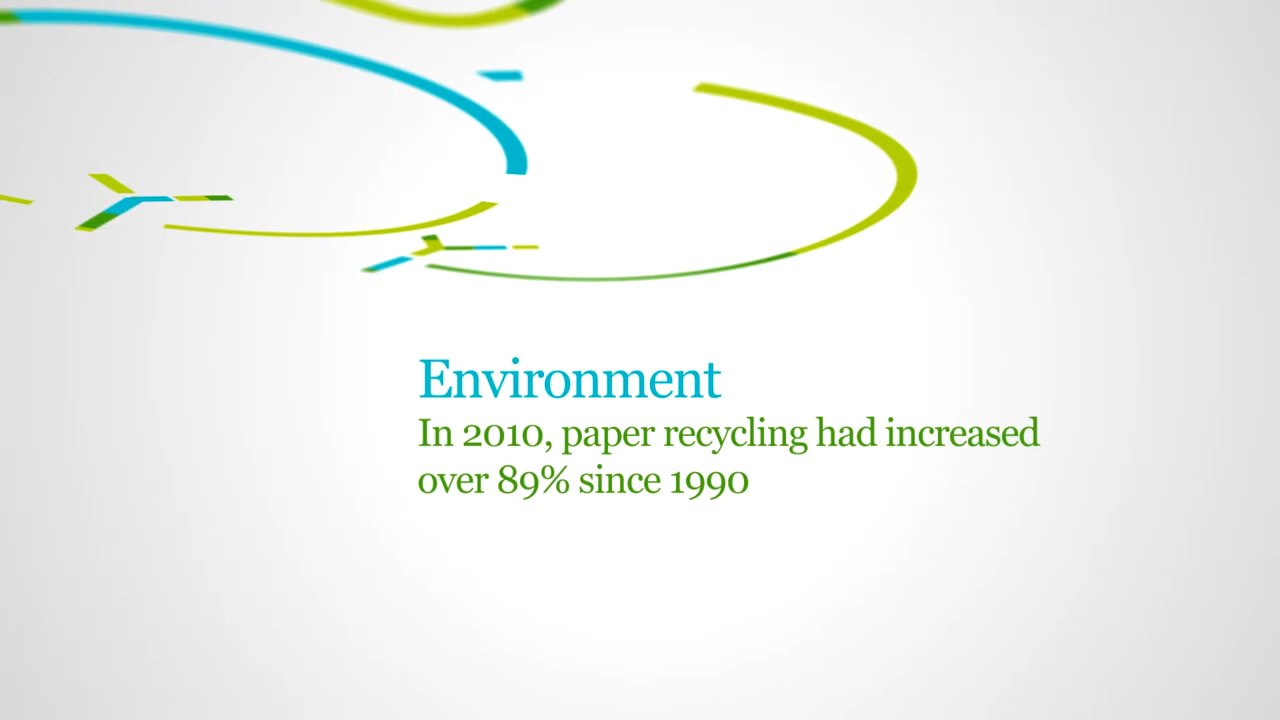 Environment
In 2010, paper recycling had increased
over 89% since 1990